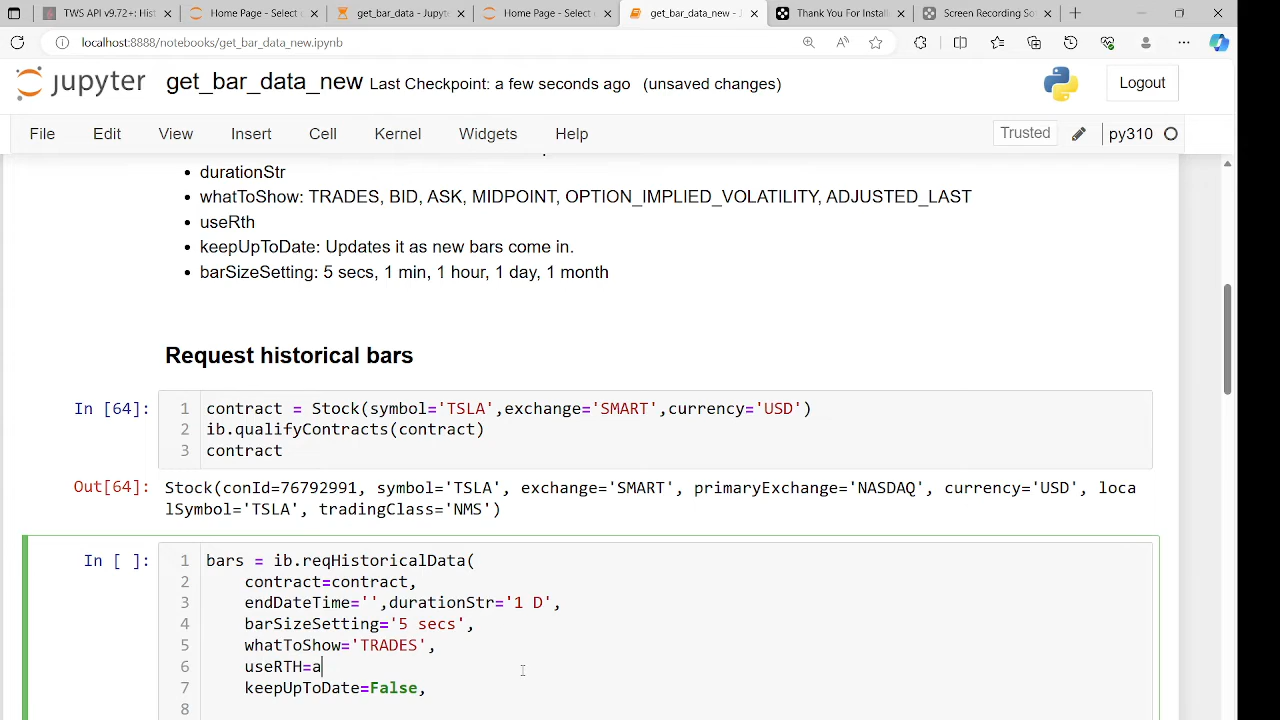 TWS API v9.72+: Hist
Home Page - Select o
get_bar_data - Jupyte
Home Page - Select o
get_bar_data_new - J
Thank You For Install
Screen Recording So
localhost:8888/notebooks/get_bar_data_new.ipynb
jupyter get_bar_data_new Last Checkpoint: a few seconds ago (unsaved changes) Logout
File Edit View Insert Cell Kernel Widgets Help Trusted py310
• durationStr
• whatToShow: TRADES, BID, ASK, MIDPOINT, OPTION_IMPLIED_VOLATILITY, ADJUSTED_LAST
• useRth
• keepUpToDate: Updates it as new bars come in.
• barSizeSetting: 5 secs, 1 min, 1 hour, 1 day, 1 month
Request historical bars
In [64]: 1 contract = Stock(symbol='TSLA',exchange='SMART',currency='USD')
2 ib.qualifyContracts(contract)
3 contract
Out[64]: Stock(conId=76792991, symbol='TSLA', exchange='SMART', primaryExchange='NASDAQ', currency='USD', loca
lSymbol='TSLA', tradingClass='NMS')
In [ ]: 1 bars = ib.reqHistoricalData(
2 contract=contract,
3 endDateTime='',durationStr='1 D',
4 barSizeSetting='5 secs',
5 whatToShow='TRADES',
6 useRTH=a
7 keepUpToDate=False,
8